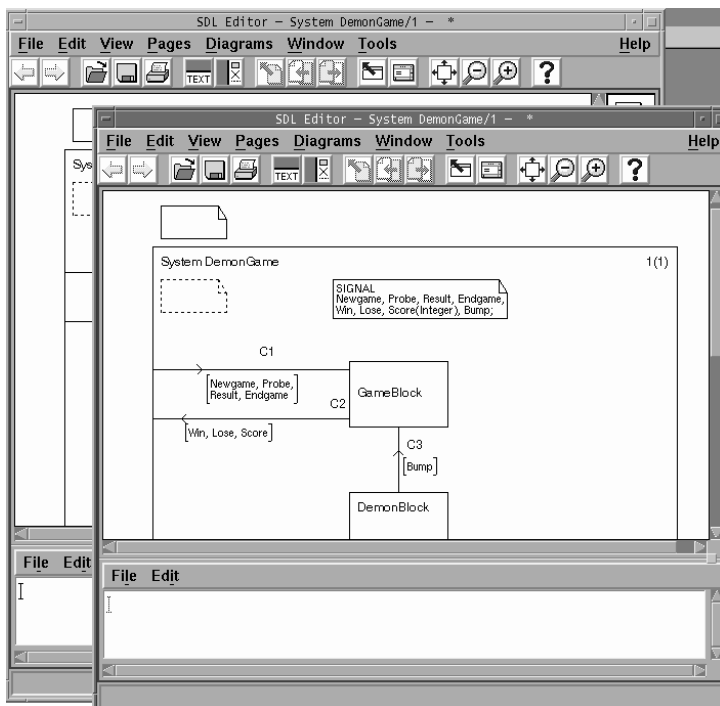 SDL Editor – System DemonGame/1 – *
File Edit View Pages Diagrams Window Tools Help
TEXT
Sys
File Edit
SDL Editor – System DemonGame/1 – *
File Edit View Pages Diagrams Window Tools Help
TEXT ?
System DemonGame 1(1)
SIGNAL
Newgame, Probe, Result, Endgame,
Win, Lose, Score(Integer), Bump;
C1
[Newgame, Probe,
Result, Endgame]
C2
GameBlock
[Win, Lose, Score]
C3
[Bump]
DemonBlock
File Edit